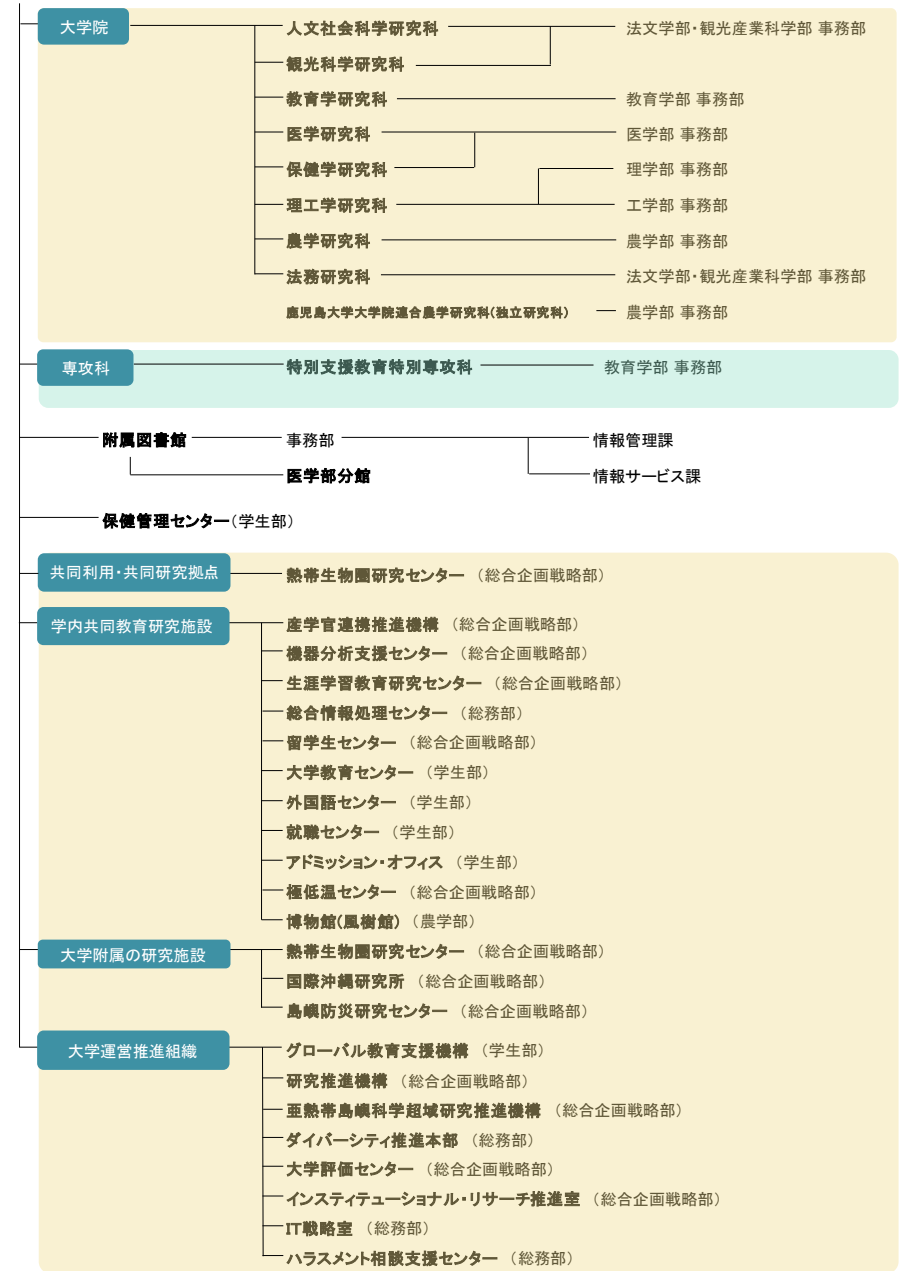 大学院
人文社会科学研究科 法文学部・観光産業科学部 事務部
観光科学研究科
教育学研究科 教育学部 事務部
医学研究科 医学部 事務部
保健学研究科 理学部 事務部
理工学研究科 工学部 事務部
農学研究科 農学部 事務部
法務研究科 法文学部・観光産業科学部 事務部
鹿児島大学大学院連合農学研究科(独立研究科) 農学部 事務部
専攻科 特別支援教育特別専攻科 教育学部 事務部
附属図書館 事務部 情報管理課
医学部分館 情報サービス課
保健管理センター(学生部)
共同利用・共同研究拠点 熱帯生物圏研究センター (総合企画戦略部)
学内共同教育研究施設 産学官連携推進機構 (総合企画戦略部)
機器分析支援センター (総合企画戦略部)
生涯学習教育研究センター (総合企画戦略部)
総合情報処理センター (総務部)
留学生センター (総合企画戦略部)
大学教育センター (学生部)
外国語センター (学生部)
就職センター (学生部)
アドミッション・オフィス (学生部)
極低温センター (総合企画戦略部)
博物館(風樹館) (農学部)
大学附属の研究施設 熱帯生物圏研究センター (総合企画戦略部)
国際沖縄研究所 (総合企画戦略部)
島嶼防災研究センター (総合企画戦略部)
大学運営推進組織 グローバル教育支援機構 (学生部)
研究推進機構 (総合企画戦略部)
亜熱帯島嶼科学超域研究推進機構 (総合企画戦略部)
ダイバーシティ推進本部 (総務部)
大学評価センター (総合企画戦略部)
インスティテューショナル・リサーチ推進室 (総合企画戦略部)
IT戦略室 (総務部)
ハラスメント相談支援センター (総務部)